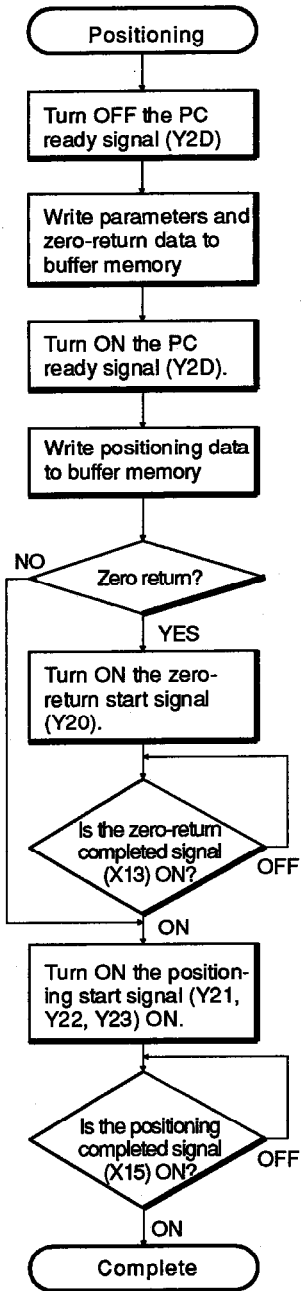 Positioning
Turn OFF the PC
ready signal (Y2D)
Write parameters and
zero-return data to
buffer memory
Turn ON the PC
ready signal (Y2D).
Write positioning data
to buffer memory
NO
Zero return?
YES
Turn ON the zero-
return start signal
(Y20).
Is the zero-return
completed signal
(X13) ON?
OFF
ON
Turn ON the position-
ing start signal (Y21,
Y22, Y23) ON.
Is the positioning
completed signal
(X15) ON?
OFF
ON
Complete